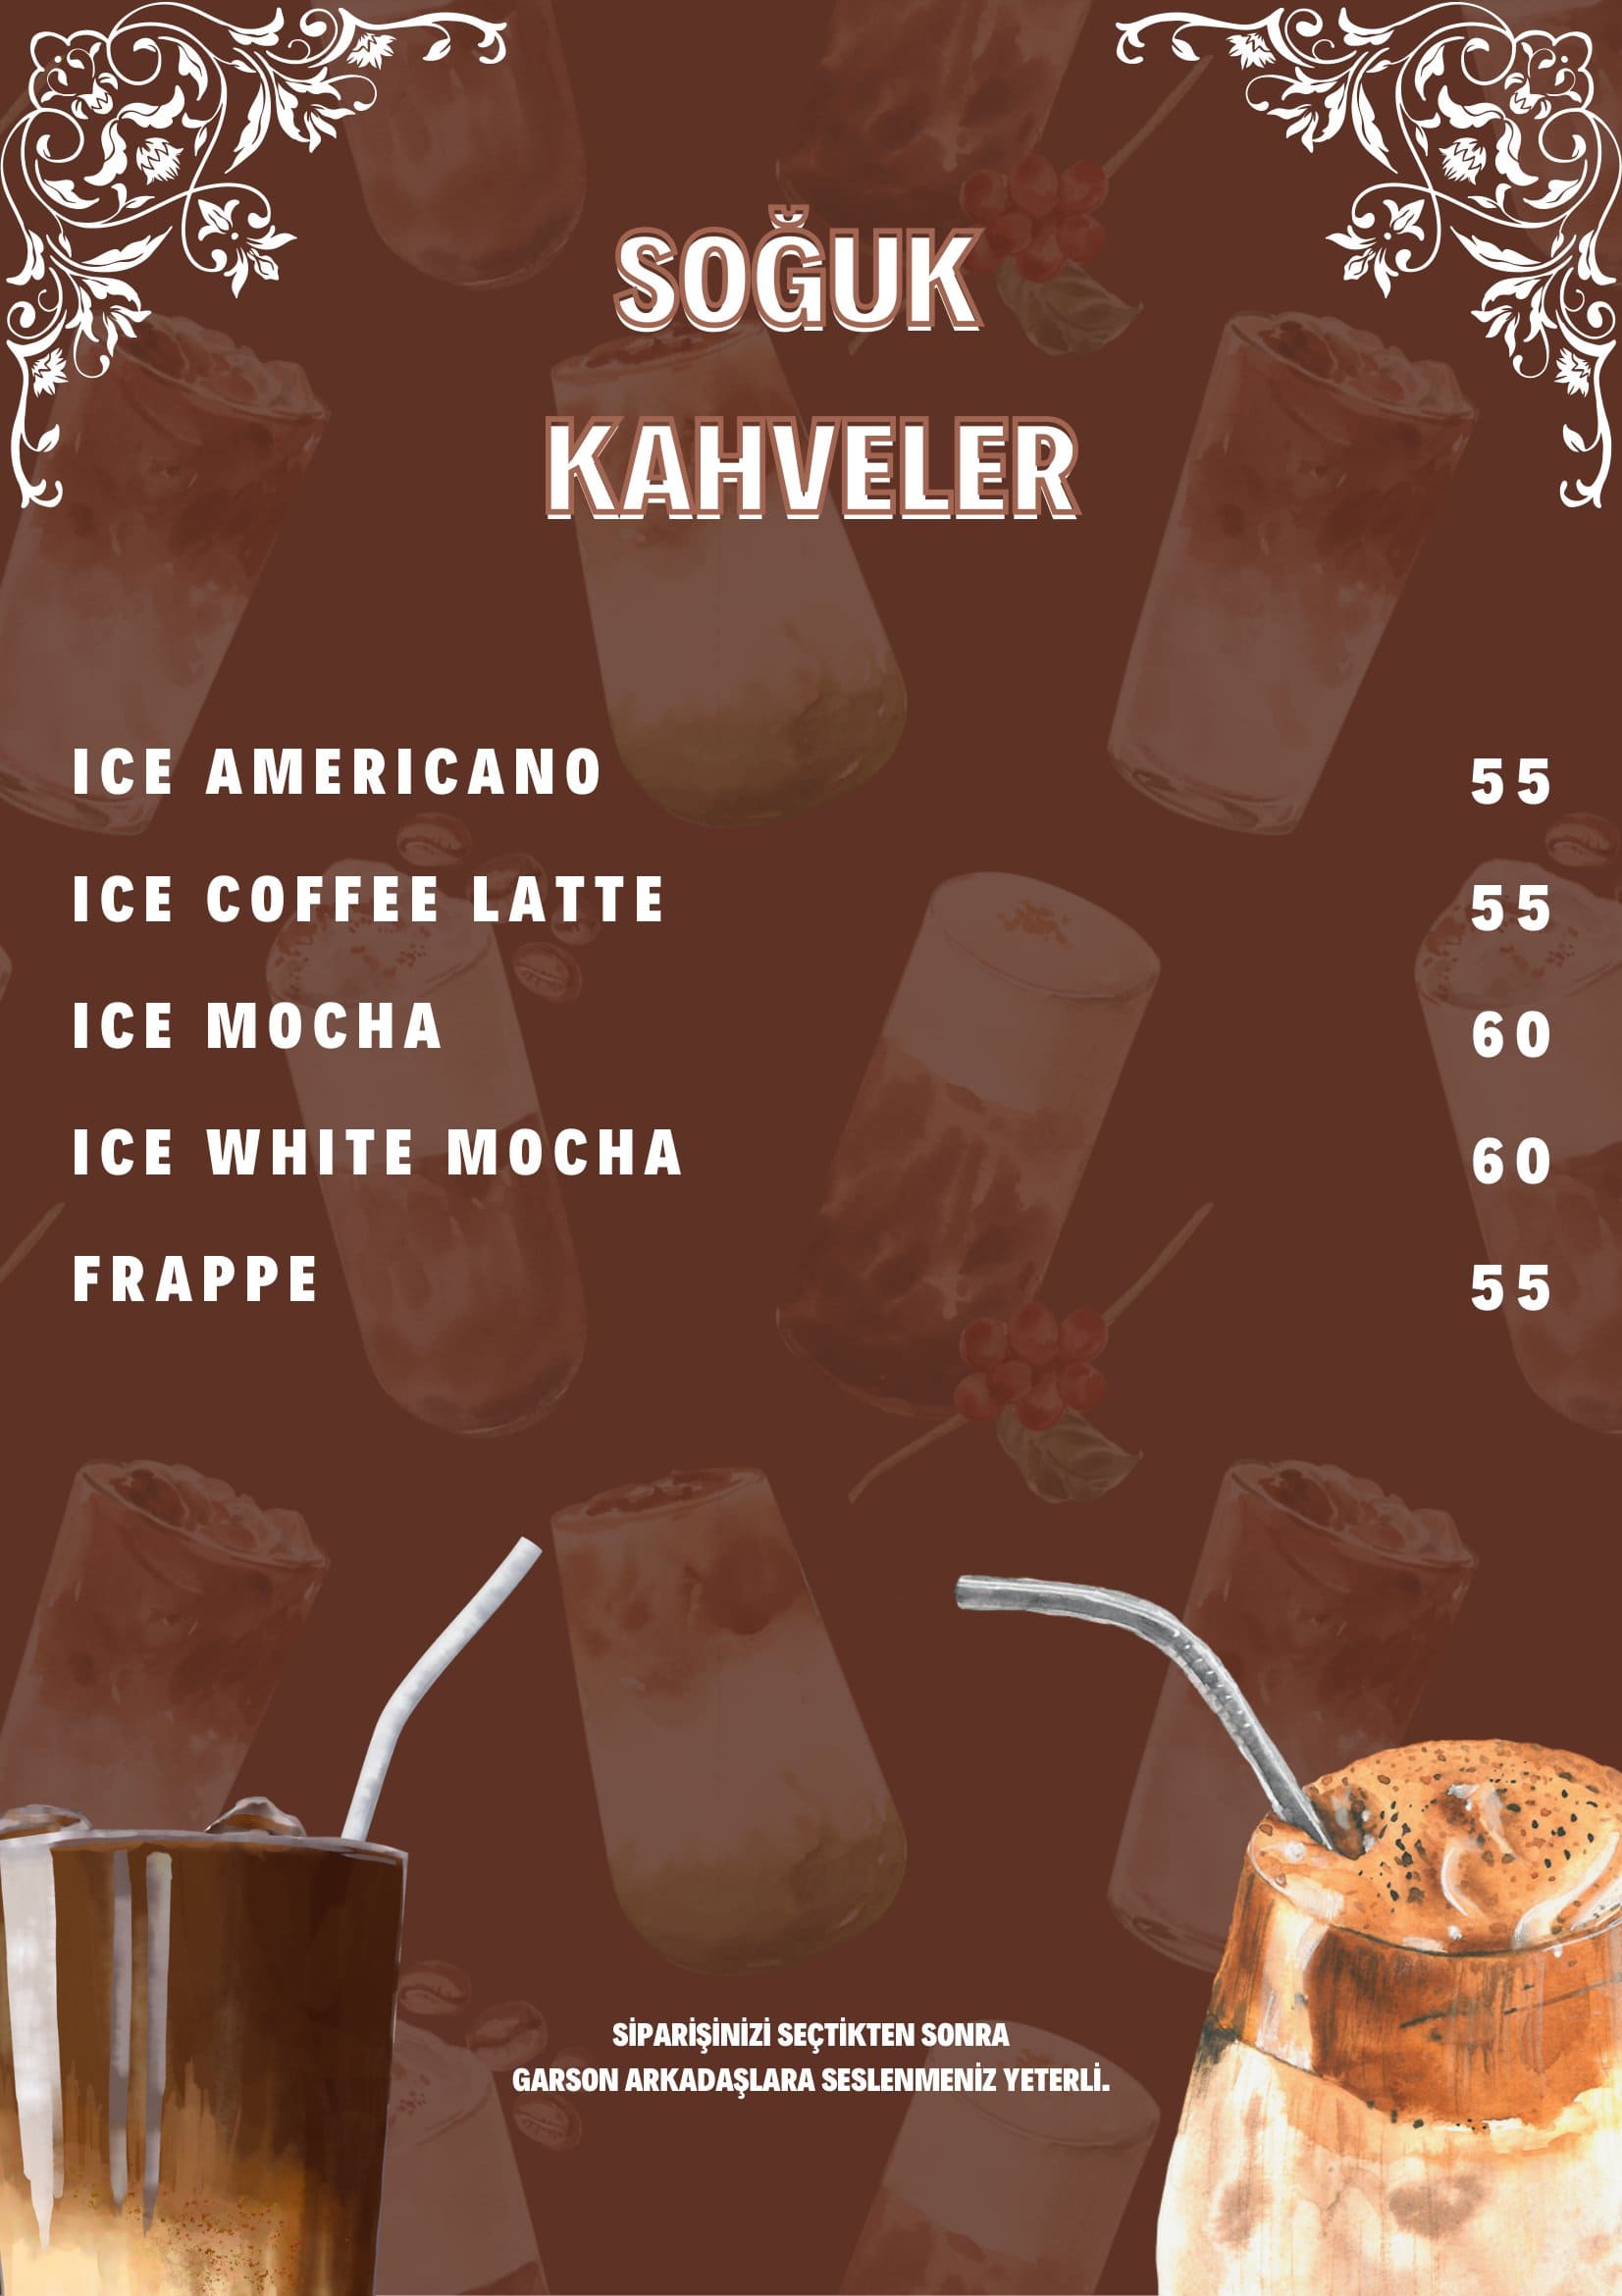 SOĞUK
KAHVELER
ICE AMERICANO 55
ICE COFFEE LATTE 55
ICE MOCHA 60
ICE WHITE MOCHA 60
FRAPPE 55
SİPARİŞİNİZİ SEÇTİKTEN SONRA
GARSON ARKADAŞLARA SESLENMENİZ YETERLİ.